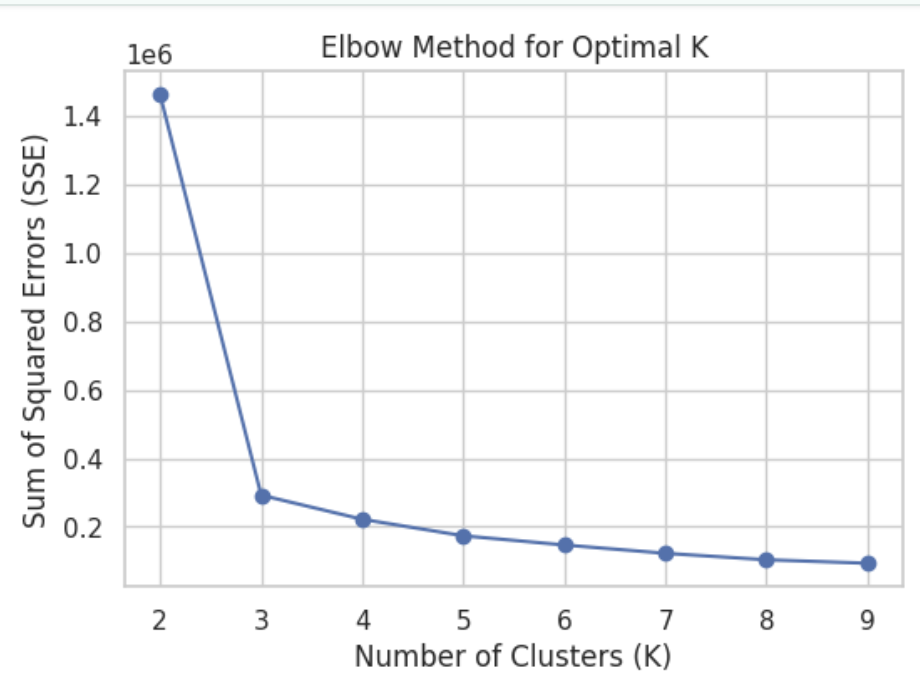 Elbow Method for Optimal K
1e6
1.4
1.2
1.0
0.8
0.6
0.4
0.2
Sum of Squared Errors (SSE)
2 3 4 5 6 7 8 9
Number of Clusters (K)